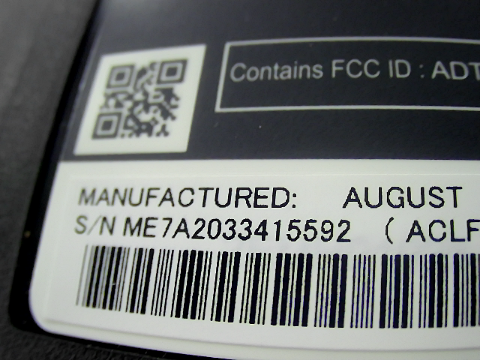 Contains FCC ID : ADT
MANUFACTURED: AUGUST
S/N ME7A2033415592 ( ACLF